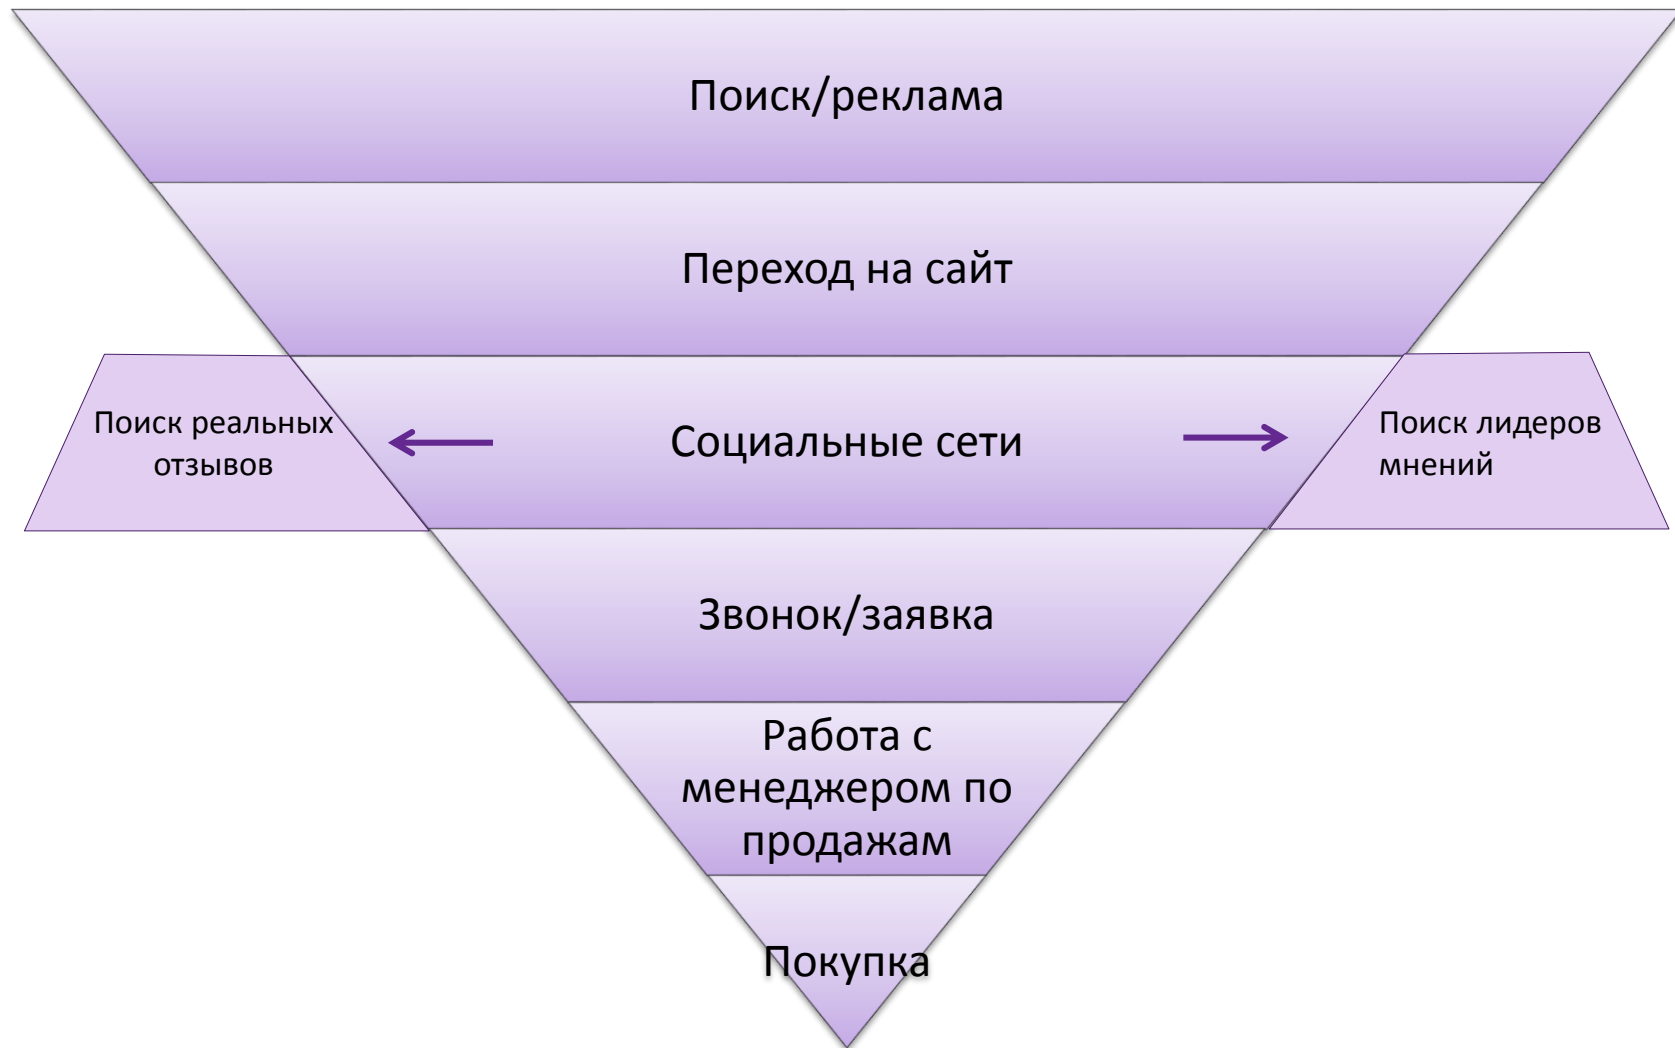 Поиск/реклама
Переход на сайт
Поиск реальных
отзывов
Социальные сети
Поиск лидеров
мнений
Звонок/заявка
Работа с
менеджером по
продажам
Покупка